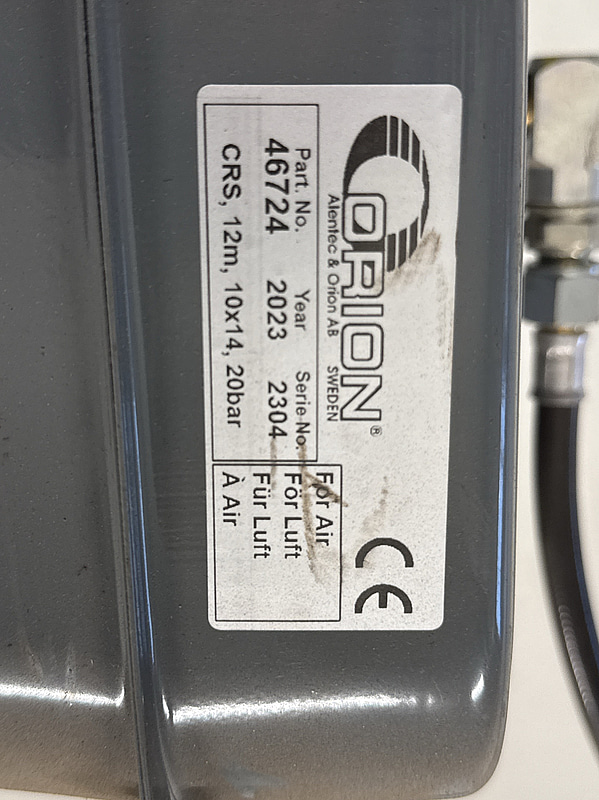 ORION®
Alentec & Orion AB SWEDEN
Part. No. Year Serie No.
46724 2023 2304
CRS, 12m, 10x14, 20bar
For Air
För Luft
Für Luft
À Air
CE